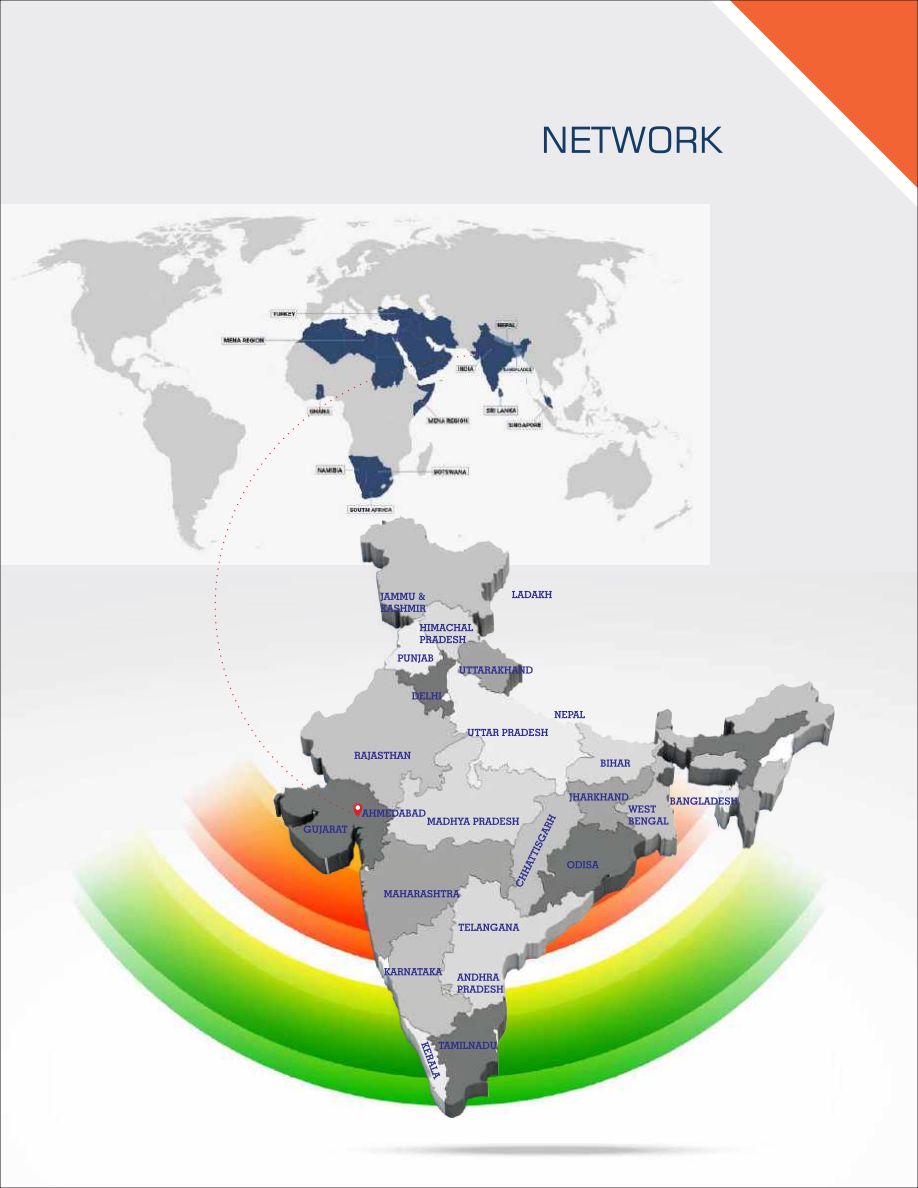 NETWORK
TURKEY
MENA REGION
NEPAL
INDIA
BANGLADESH
GHANA
SRI LANKA
MENA REGION
SINGAPORE
NAMIBIA
BOTSWANA
SOUTH AFRICA
JAMMU &
KASHMIR
LADAKH
HIMACHAL
PRADESH
PUNJAB
UTTARAKHAND
DELHI
NEPAL
UTTAR PRADESH
RAJASTHAN
BIHAR
JHARKHAND
BANGLADESH
WEST
BENGAL
AHMEDABAD
MADHYA PRADESH
GUJARAT
CHHATTISGARH
ODISA
MAHARASHTRA
TELANGANA
KARNATAKA
ANDHRA
PRADESH
KERALA
TAMILNADU